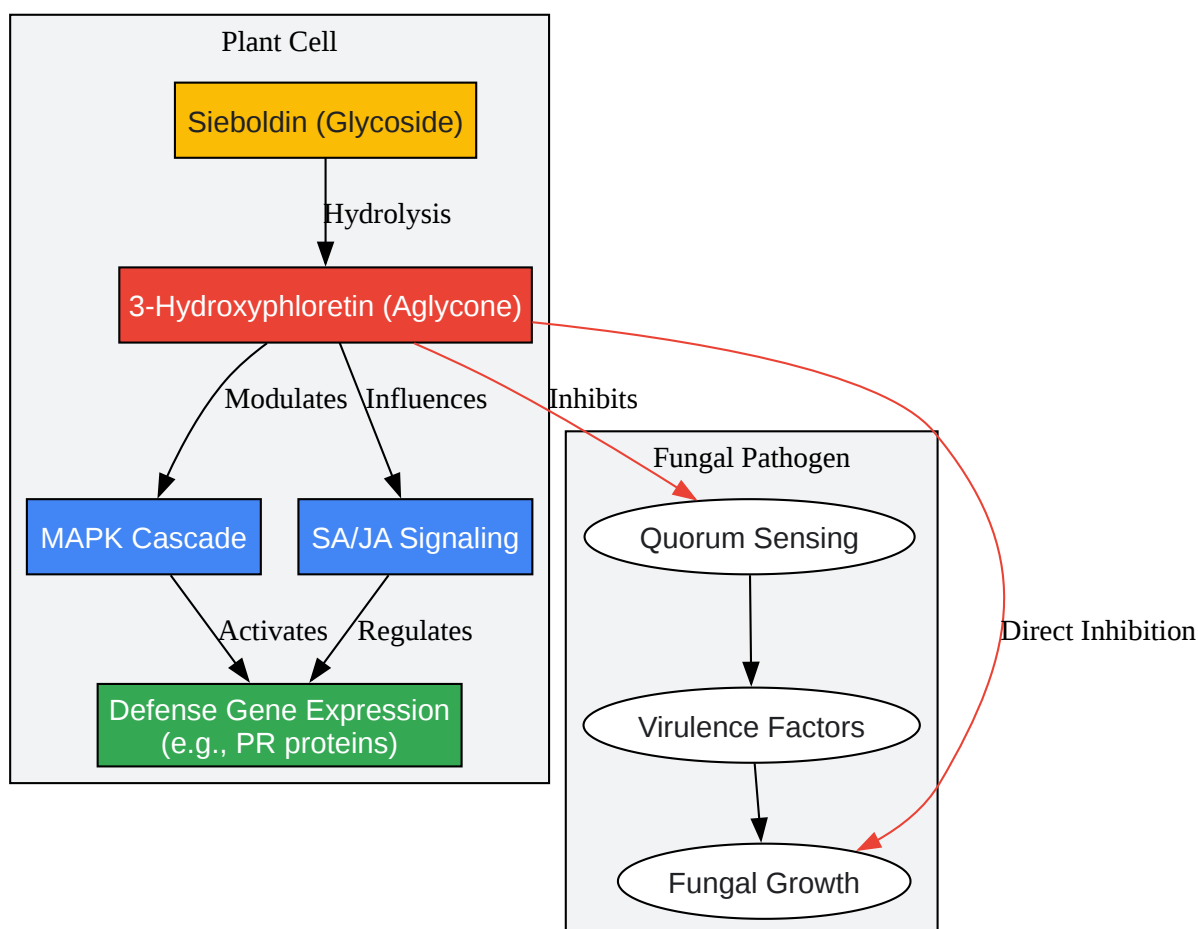 Plant Cell
Sieboldin (Glycoside)
Hydrolysis
3-Hydroxyphloretin (Aglycone)
Modulates
Influences
Inhibits
Fungal Pathogen
MAPK Cascade
SA/JA Signaling
Quorum Sensing
Activates
Regulates
Direct Inhibition
Defense Gene Expression
(e.g., PR proteins)
Virulence Factors
Fungal Growth